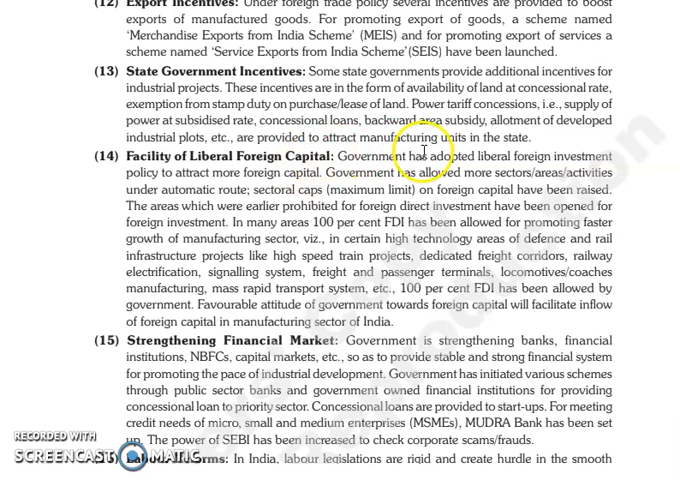 (12) Export Incentives: Under foreign trade policy several incentives are provided to boost
exports of manufactured goods. For promoting export of goods, a scheme named
'Merchandise Exports from India Scheme' (MEIS) and for promoting export of services a
scheme named 'Service Exports from India Scheme'(SEIS) have been launched.
(13) State Government Incentives: Some state governments provide additional incentives for
industrial projects. These incentives are in the form of availability of land at concessional rate,
exemption from stamp duty on purchase/lease of land. Power tariff concessions, i.e., supply of
power at subsidised rate, concessional loans, backward area subsidy, allotment of developed
industrial plots, etc., are provided to attract manufacturing units in the state.
(14) Facility of Liberal Foreign Capital: Government has adopted liberal foreign investment
policy to attract more foreign capital. Government has allowed more sectors/areas/activities
under automatic route; sectoral caps (maximum limit) on foreign capital have been raised.
The areas which were earlier prohibited for foreign direct investment have been opened for
foreign investment. In many areas 100 per cent FDI has been allowed for promoting faster
growth of manufacturing sector, viz., in certain high technology areas of defence and rail
infrastructure projects like high speed train projects, dedicated freight corridors, railway
electrification, signalling system, freight and passenger terminals, locomotives/coaches
manufacturing, mass rapid transport system, etc., 100 per cent FDI has been allowed by
government. Favourable attitude of government towards foreign capital will facilitate inflow
of foreign capital in manufacturing sector of India.
(15) Strengthening Financial Market: Government is strengthening banks, financial
institutions, NBFCs, capital markets, etc., so as to provide stable and strong financial system
for promoting the pace of industrial development. Government has initiated various schemes
through public sector banks and government owned financial institutions for providing
concessional loan to priority sector. Concessional loans are provided to start-ups. For meeting
credit needs of micro, small and medium enterprises (MSMEs), MUDRA Bank has been set
up. The power of SEBI has been increased to check corporate scams/frauds.
In India, labour legislations are rigid and create hurdle in the smooth
RECORDED WITH
SCREENCAST MATIC